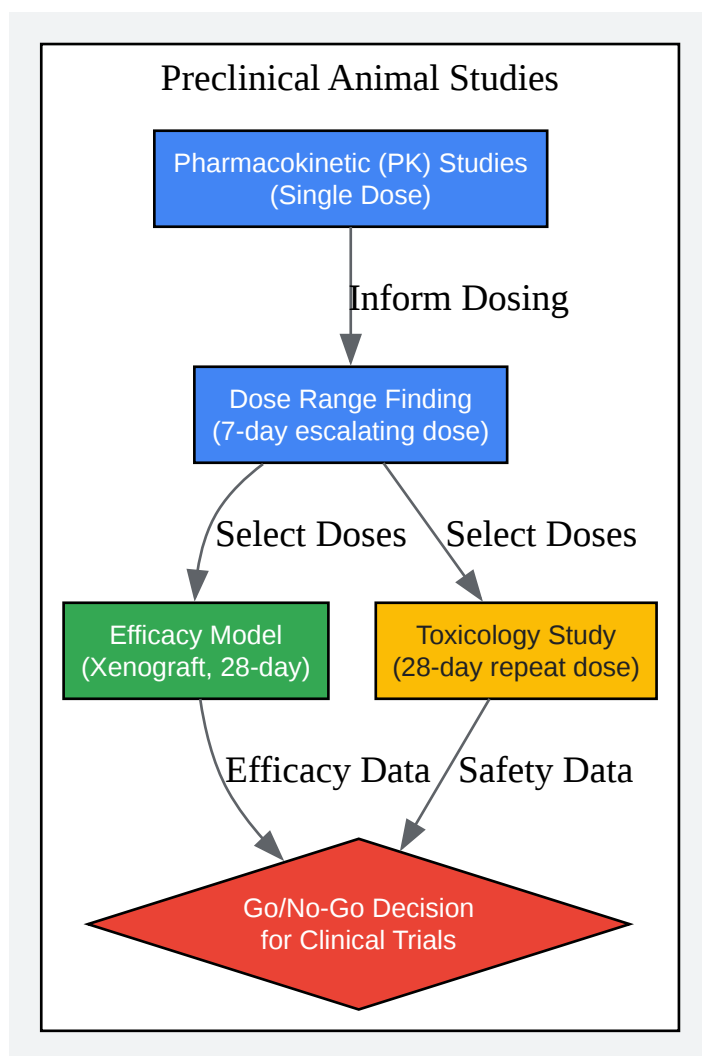 Preclinical Animal Studies
Pharmacokinetic (PK) Studies
(Single Dose)
Inform Dosing
Dose Range Finding
(7-day escalating dose)
Select Doses
Select Doses
Efficacy Model
(Xenograft, 28-day)
Toxicology Study
(28-day repeat dose)
Efficacy Data
Safety Data
Go/No-Go Decision
for Clinical Trials